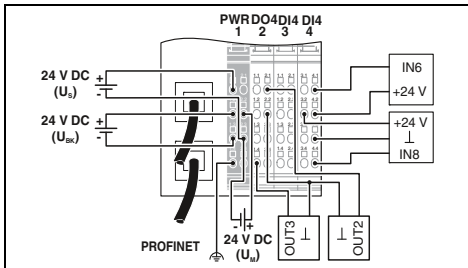 PWR DO4 DI4 DI4
1 2 3 4
24 V DC +
(US) -
24 V DC +
(UBK) -
IN6
+24 V
+24 V
⊥
IN8
PROFINET
- +
24 V DC
(UM)
OUT3 ⊥
⊥ OUT2